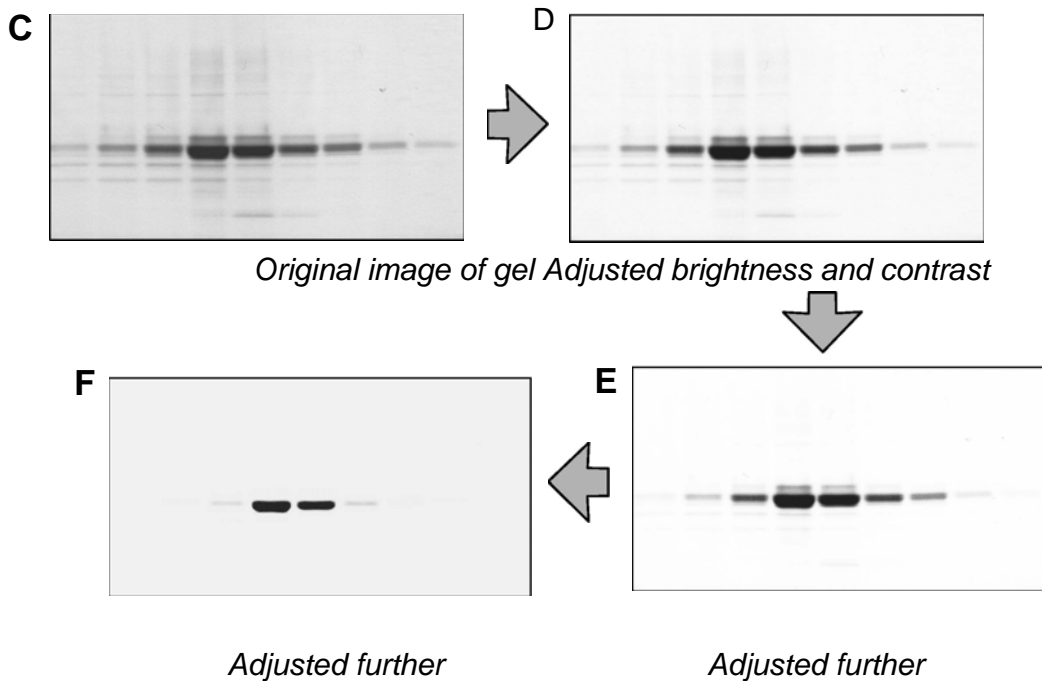 C
D
Original image of gel Adjusted brightness and contrast
F
E
Adjusted further
Adjusted further